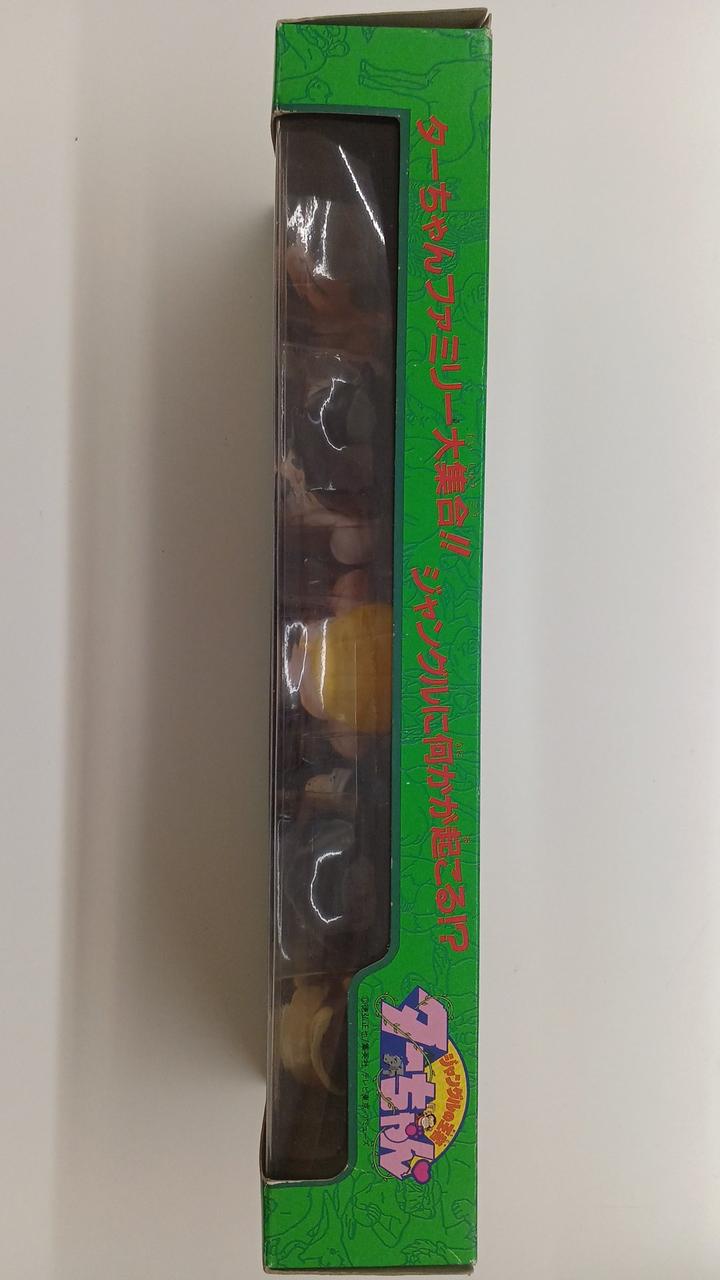 ターちゃんファミリー大集合!!
ジャングルに何かが起こる!?
ジャングルの王者
ターちゃん